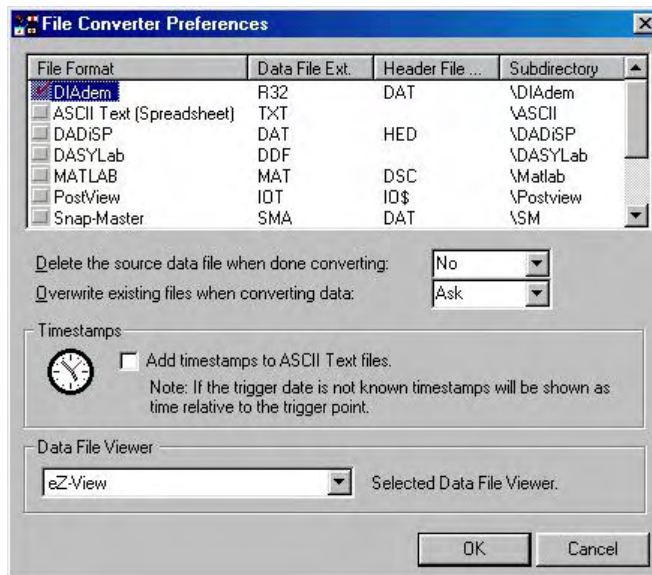 File Converter Preferences
File Format Data File Ext. Header File ... Subdirectory
DIAdem R32 DAT \DIAdem
ASCII Text (Spreadsheet) TXT \ASCII
DADiSP DAT HED \DADiSP
DASYLab DDF \DASYLab
MATLAB MAT DSC \Matlab
PostView IOT IO$ \Postview
Snap-Master SMA DAT \SM
Delete the source data file when done converting: No
Overwrite existing files when converting data: Ask
Timestamps
Add timestamps to ASCII Text files.
Note: If the trigger date is not known timestamps will be shown as
time relative to the trigger point.
Data File Viewer
eZ-View Selected Data File Viewer.
OK Cancel